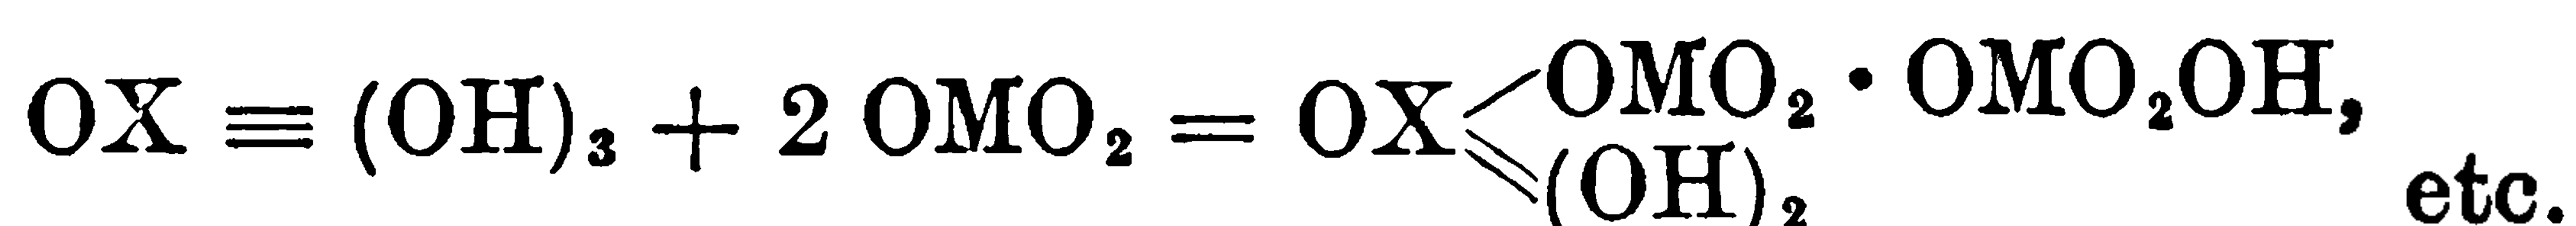 OX ≡ (OH)₃ + 2 OMO₂ = OX<OMO₂ · OMO₂OH,
(OH)₂ etc.